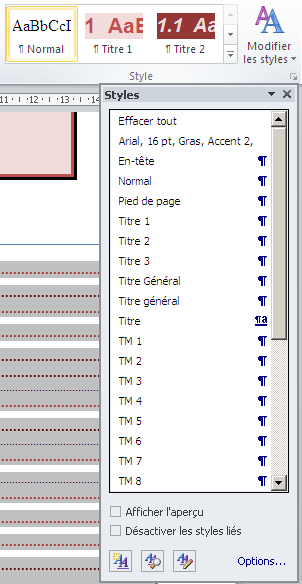 AaBbCcI 1 AaB 1.1 Aa
¶ Normal ¶ Titre 1 ¶ Titre 2
Modifier
les styles
Style
11 12 13 14
Styles
Effacer tout
Arial, 16 pt, Gras, Accent 2,
En-tête ¶
Normal ¶
Pied de page ¶
Titre 1 ¶
Titre 2 ¶
Titre 3 ¶
Titre Général ¶
Titre général ¶
Titre ¶a
TM 1 ¶
TM 2 ¶
TM 3 ¶
TM 4 ¶
TM 5 ¶
TM 6 ¶
TM 7 ¶
TM 8 ¶
Afficher l'aperçu
Désactiver les styles liés
Options...